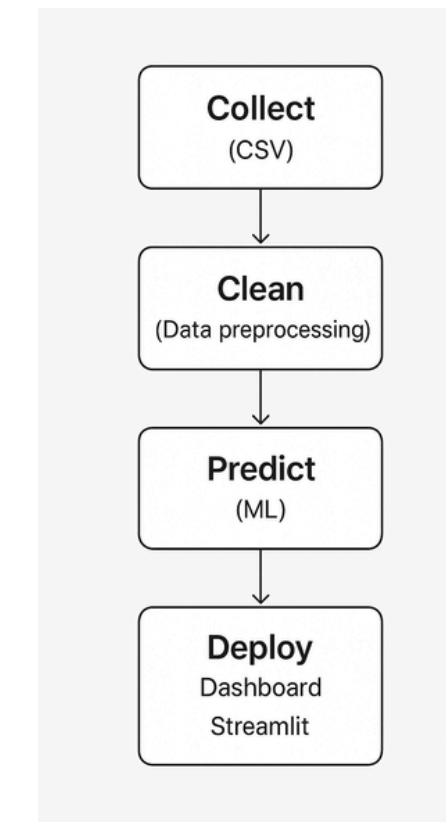 Collect
(CSV)
Clean
(Data preprocessing)
Predict
(ML)
Deploy
Dashboard
Streamlit